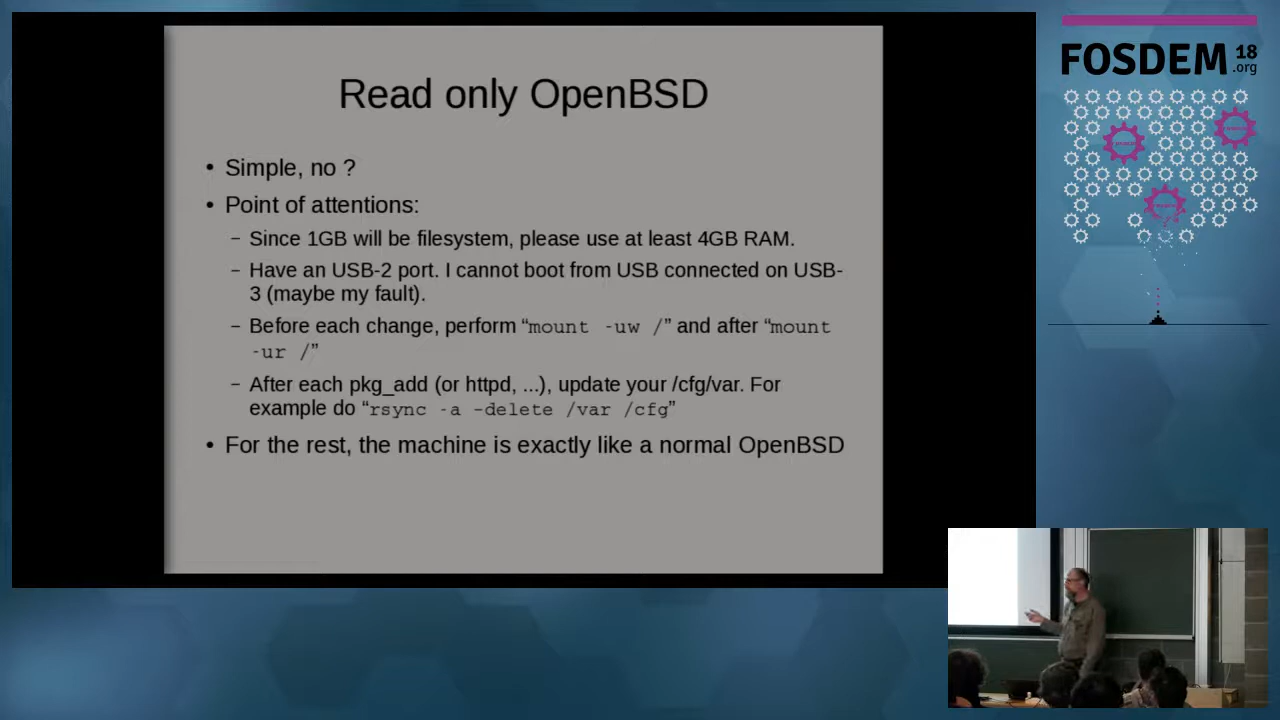 Read only OpenBSD
• Simple, no ?
• Point of attentions:
– Since 1GB will be filesystem, please use at least 4GB RAM.
– Have an USB-2 port. I cannot boot from USB connected on USB-
3 (maybe my fault).
– Before each change, perform “mount -uw /” and after “mount
-ur /”
– After each pkg_add (or httpd, ...), update your /cfg/var. For
example do “rsync -a –delete /var /cfg”
• For the rest, the machine is exactly like a normal OpenBSD
FOSDEM 18
.org